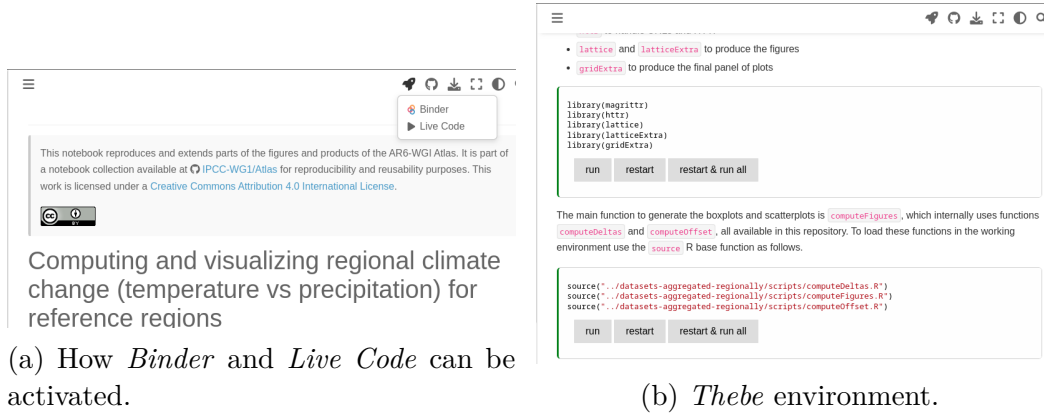 Binder
Live Code
This notebook reproduces and extends parts of the figures and products of the AR6-WGI Atlas. It is part of
a notebook collection available at IPCC-WG1/Atlas for reproducibility and reusability purposes. This
work is licensed under a Creative Commons Attribution 4.0 International License.
cc
BY
Computing and visualizing regional climate
change (temperature vs precipitation) for
reference regions
(a) How Binder and Live Code can be
activated.
• lattice and latticeExtra to produce the figures
• gridExtra to produce the final panel of plots
library(magrittr)
library(httr)
library(lattice)
library(latticeExtra)
library(gridExtra)
run restart restart & run all
The main function to generate the boxplots and scatterplots is computeFigures , which internally uses functions
computeDeltas and computeOffset , all available in this repository. To load these functions in the working
environment use the source R base function as follows.
source("../datasets-aggregated-regionally/scripts/computeDeltas.R")
source("../datasets-aggregated-regionally/scripts/computeFigures.R")
source("../datasets-aggregated-regionally/scripts/computeOffset.R")
run restart restart & run all
(b) Thebe environment.